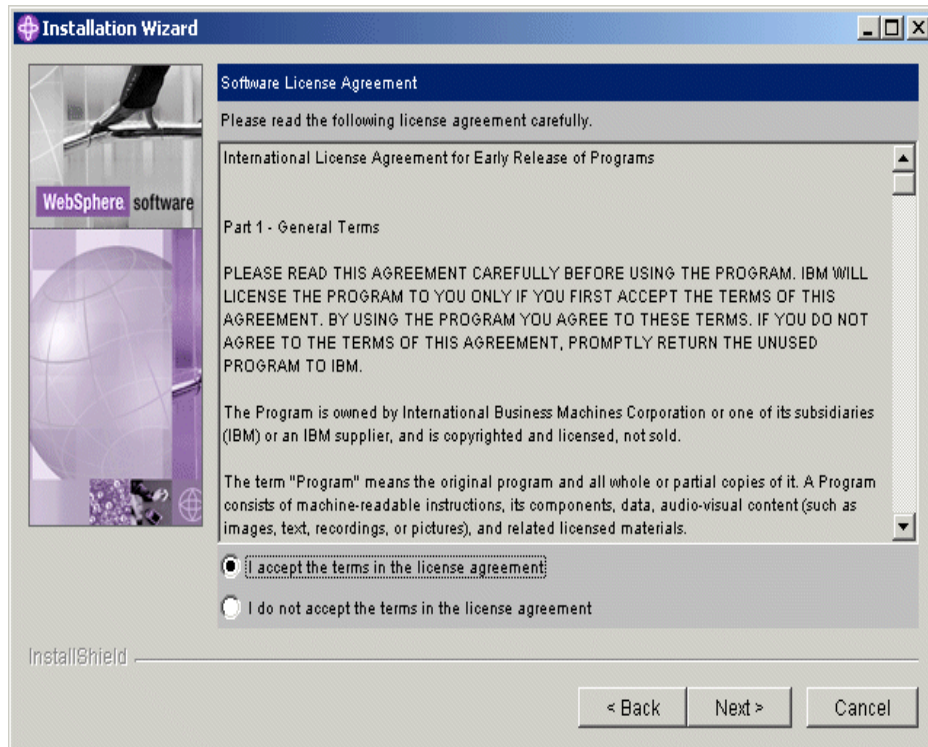 Installation Wizard
WebSphere software
Software License Agreement
Please read the following license agreement carefully.
International License Agreement for Early Release of Programs
Part 1 - General Terms
PLEASE READ THIS AGREEMENT CAREFULLY BEFORE USING THE PROGRAM. IBM WILL
LICENSE THE PROGRAM TO YOU ONLY IF YOU FIRST ACCEPT THE TERMS OF THIS
AGREEMENT. BY USING THE PROGRAM YOU AGREE TO THESE TERMS. IF YOU DO NOT
AGREE TO THE TERMS OF THIS AGREEMENT, PROMPTLY RETURN THE UNUSED
PROGRAM TO IBM.
The Program is owned by International Business Machines Corporation or one of its subsidiaries
(IBM) or an IBM supplier, and is copyrighted and licensed, not sold.
The term "Program" means the original program and all whole or partial copies of it. A Program
consists of machine-readable instructions, its components, data, audio-visual content (such as
images, text, recordings, or pictures), and related licensed materials.
I accept the terms in the license agreement
I do not accept the terms in the license agreement
InstallShield
< Back
Next >
Cancel